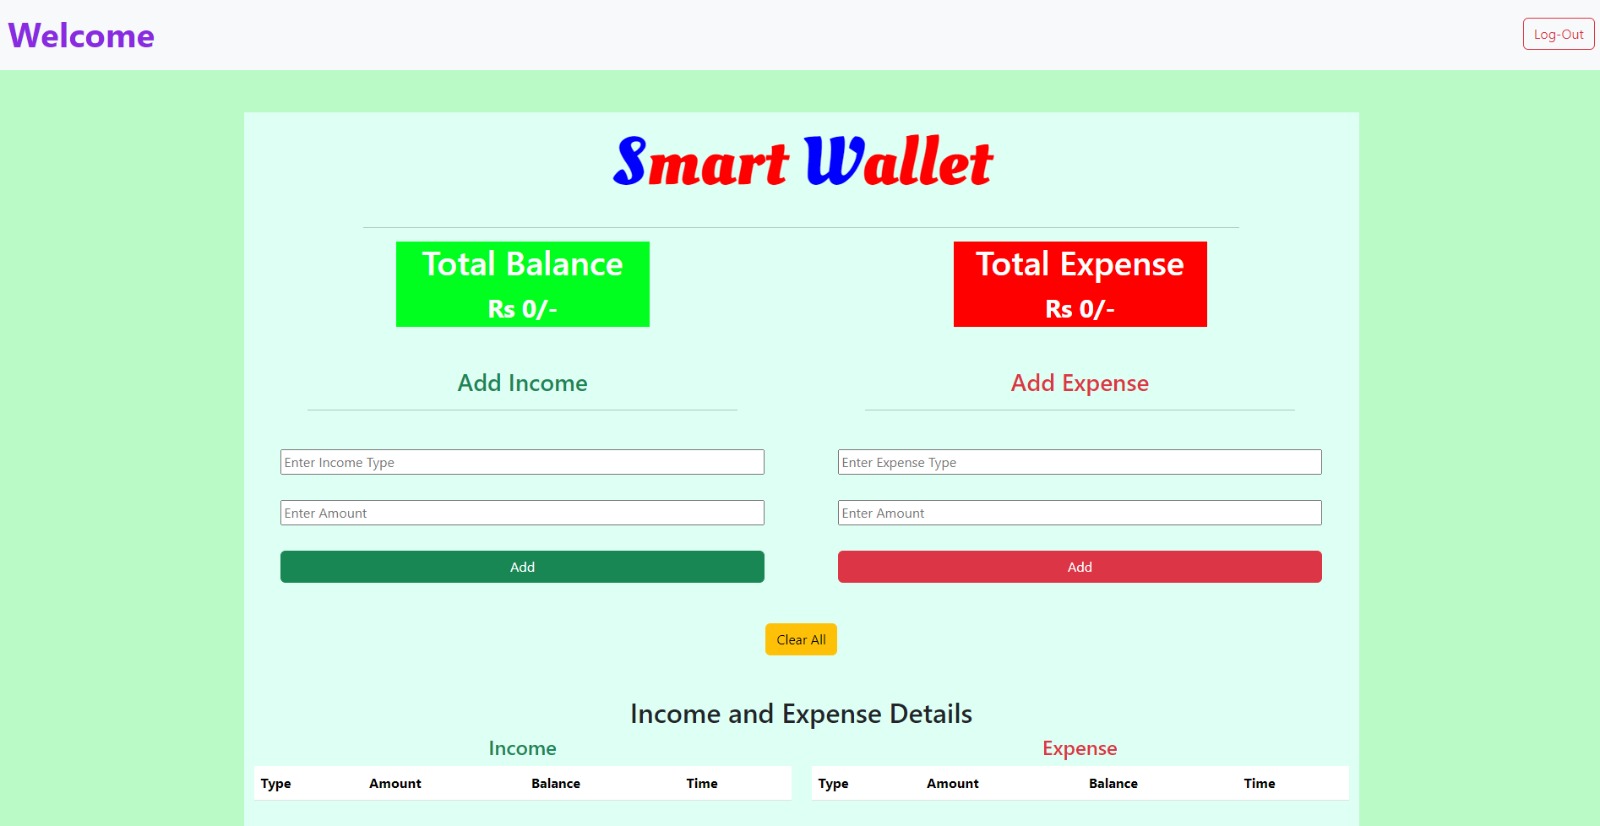 Welcome
Log-Out
Smart Wallet
Total Balance
Rs 0/-
Total Expense
Rs 0/-
Add Income
Enter Income Type
Enter Amount
Add
Add Expense
Enter Expense Type
Enter Amount
Add
Clear All
Income and Expense Details
Income
Type Amount Balance Time
Expense
Type Amount Balance Time